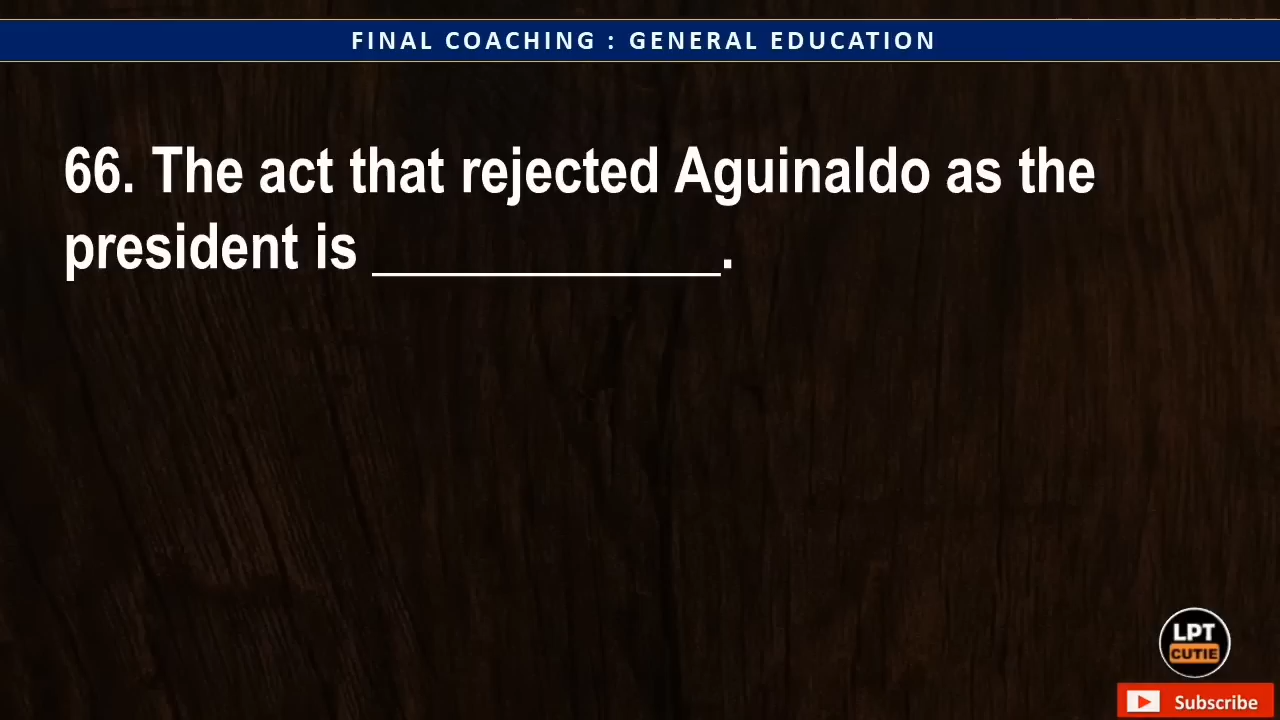 FINAL COACHING : GENERAL EDUCATION
66. The act that rejected Aguinaldo as the
president is ____________.
LPT
CUTIE
Subscribe